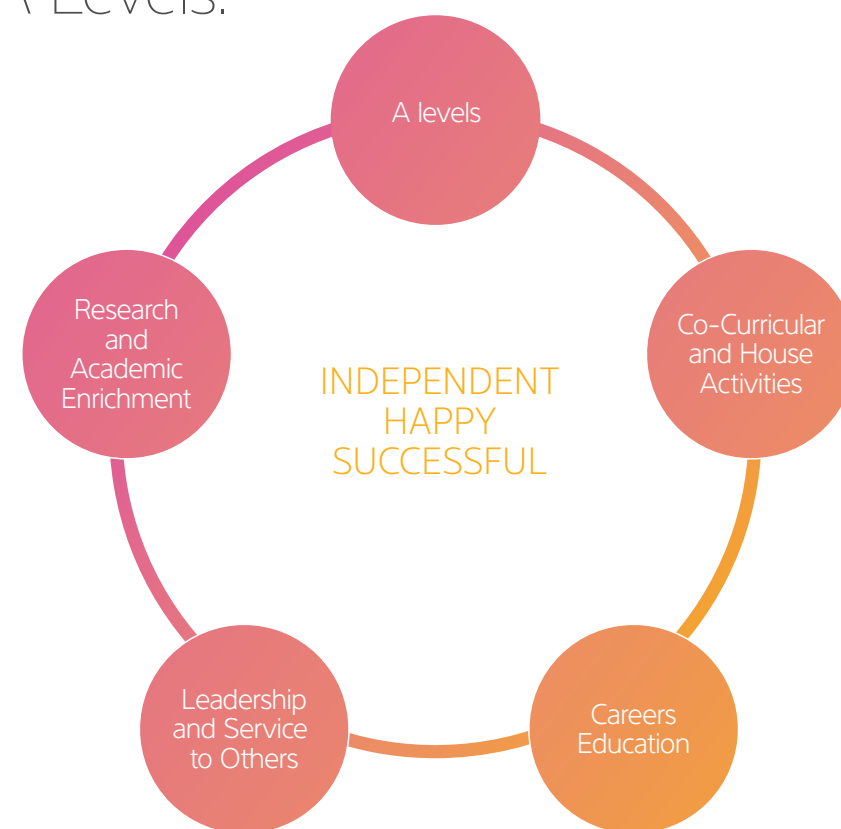 A Levels.
A levels
Research
and
Academic
Enrichment
Co-Curricular
and House
Activities
INDEPENDENT
HAPPY
SUCCESSFUL
Leadership
and Service
to Others
Careers
Education